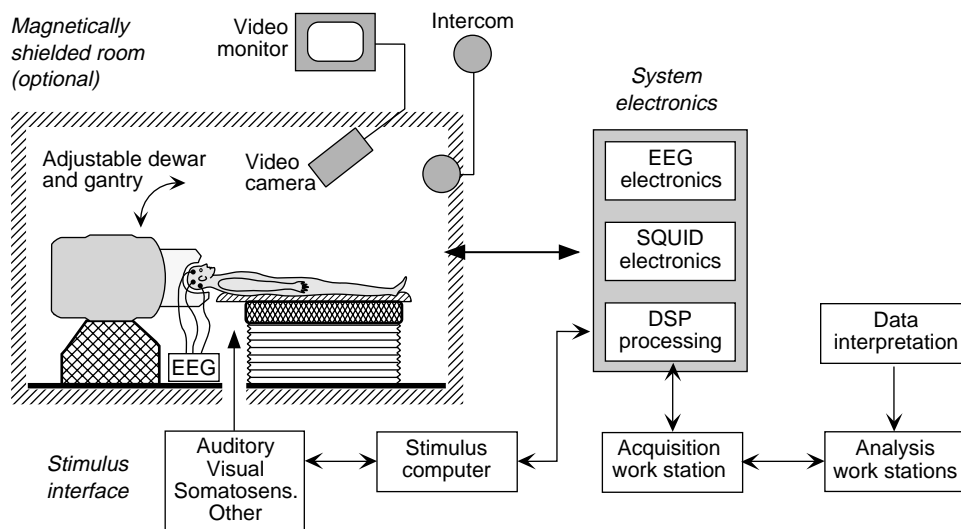 Magnetically
shielded room
(optional)
Video
monitor
Intercom
System
electronics
Adjustable dewar
and gantry
Video
camera
EEG
electronics
SQUID
electronics
DSP
processing
Data
interpretation
EEG
Stimulus
interface
Auditory
Visual
Somatosens.
Other
Stimulus
computer
Acquisition
work station
Analysis
work stations